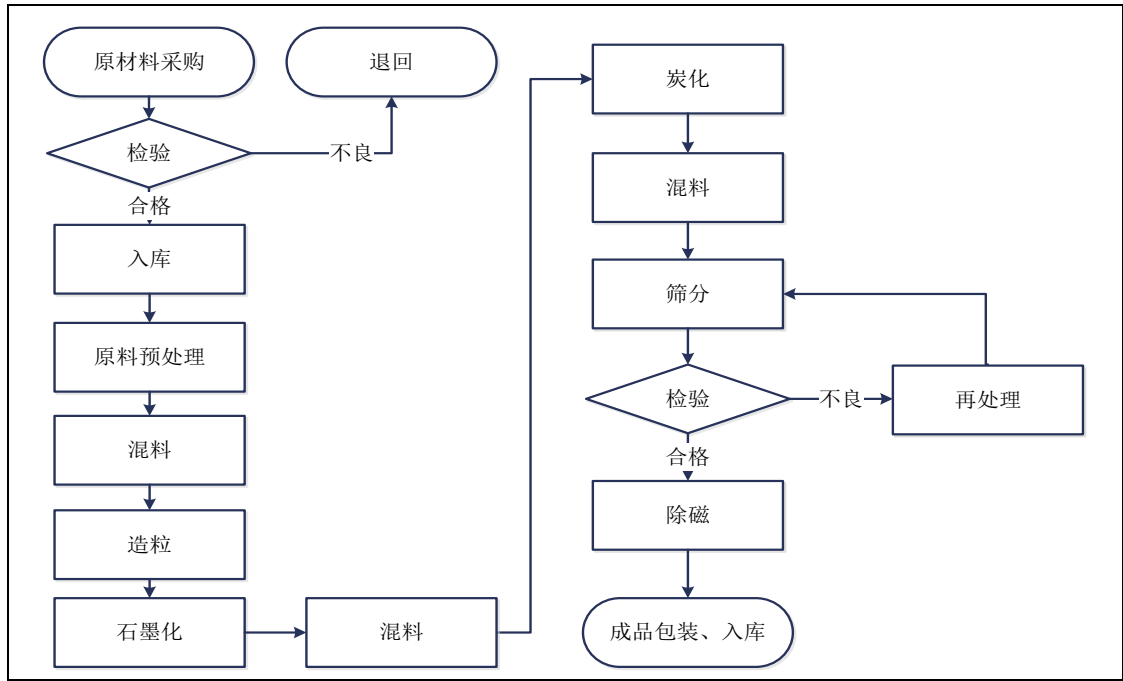 原材料采购
退回
检验
不良
合格
入库
原料预处理
混料
造粒
石墨化
混料
炭化
混料
筛分
检验
不良
再处理
合格
除磁
成品包装、入库